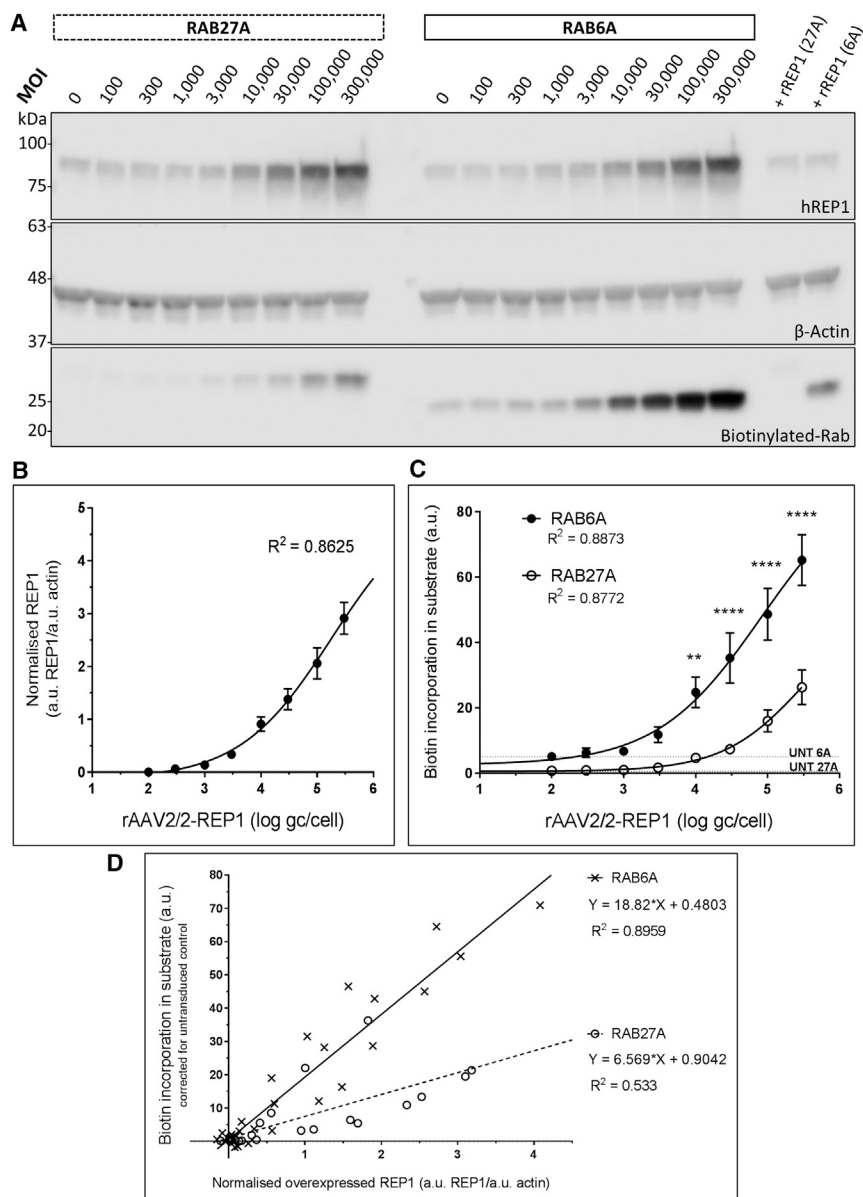 A
RAB27A
RAB6A
MOI
0 100 300 1,000 3,000 10,000 30,000 100,000 300,000
0 100 300 1,000 3,000 10,000 30,000 100,000 300,000
+ rREP1 (27A)
+ rREP1 (6A)
kDa
100
75
hREP1
63
48
37
β-Actin
25
20
Biotinylated-Rab
B
Normalised REP1
(a.u. REP1/a.u. actin)
5
4
3
2
1
0
R² = 0.8625
1 2 3 4 5 6
rAAV2/2-REP1 (log gc/cell)
C
Biotin incorporation in substrate (a.u.)
80
60
40
20
0
RAB6A
R² = 0.8873
RAB27A
R² = 0.8772
**
****
****
****
UNT 6A
UNT 27A
1 2 3 4 5 6
rAAV2/2-REP1 (log gc/cell)
D
Biotin incorporation in substrate (a.u.)
corrected for untransduced control
80
70
60
50
40
30
20
10
1 2 3 4
Normalised overexpressed REP1 (a.u. REP1/a.u. actin)
RAB6A
Y = 18.82*X + 0.4803
R² = 0.8959
RAB27A
Y = 6.569*X + 0.9042
R² = 0.533